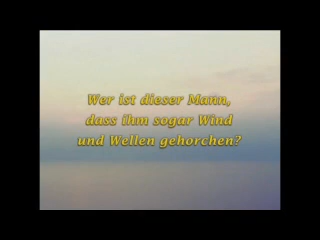 Wer ist dieser Mann,
dass ihm sogar Wind
und Wellen gehorchen?